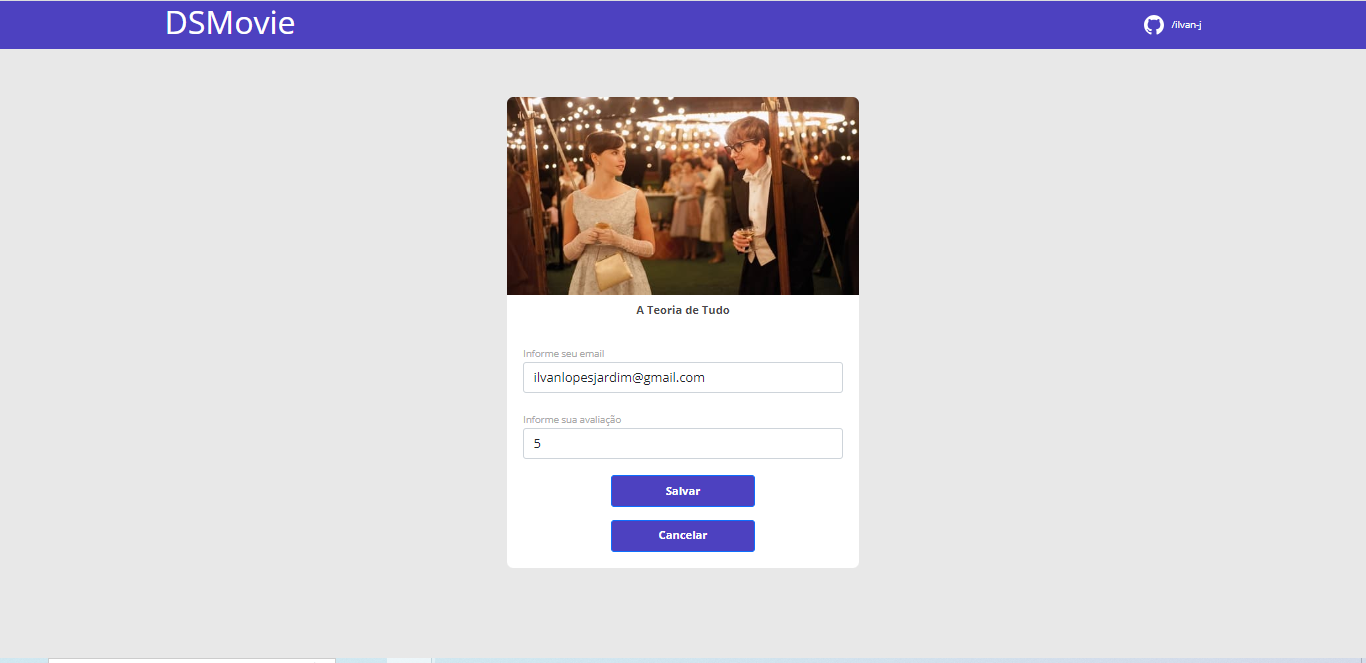 DSMovie
/ilvan-j
A Teoria de Tudo
Informe seu email
ilvanlopesjardim@gmail.com
Informe sua avaliação
5
Salvar
Cancelar